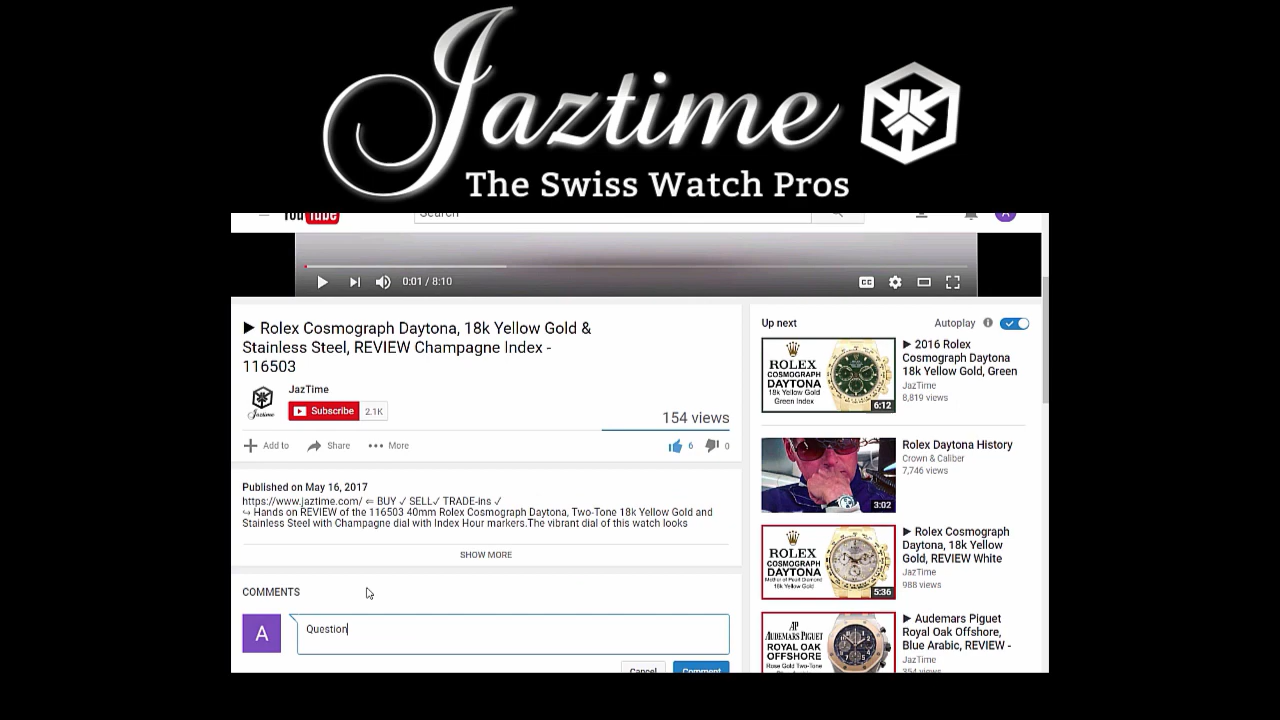 Jaztime
The Swiss Watch Pros
YouTube
Search
A
0:01 / 8:10
CC
▶ Rolex Cosmograph Daytona, 18k Yellow Gold &
Stainless Steel, REVIEW Champagne Index -
116503
JazTime
Jaztime
Subscribe 2.1K
154 views
Add to Share More 6 0
Published on May 16, 2017
https://www.jaztime.com/ ⇐ BUY ✓ SELL✓ TRADE-ins ✓
↪ Hands on REVIEW of the 116503 40mm Rolex Cosmograph Daytona, Two-Tone 18k Yellow Gold and
Stainless Steel with Champagne dial with Index Hour markers.The vibrant dial of this watch looks
SHOW MORE
COMMENTS
A
Question
Cancel Comment
Up next Autoplay
ROLEX
COSMOGRAPH
DAYTONA
18k Yellow Gold
Green Index
6:12
▶ 2016 Rolex
Cosmograph Daytona
18k Yellow Gold, Green
JazTime
8,819 views
3:02
Rolex Daytona History
Crown & Caliber
7,746 views
ROLEX
COSMOGRAPH
DAYTONA
Mother of Pearl Diamond
18k Yellow Gold
5:36
▶ Rolex Cosmograph
Daytona, 18k Yellow
Gold, REVIEW White
JazTime
988 views
AP
AUDEMARS PIGUET
ROYAL OAK
OFFSHORE
Rose Gold Two-Tone
▶ Audemars Piguet
Royal Oak Offshore,
Blue Arabic, REVIEW -
JazTime
354 views